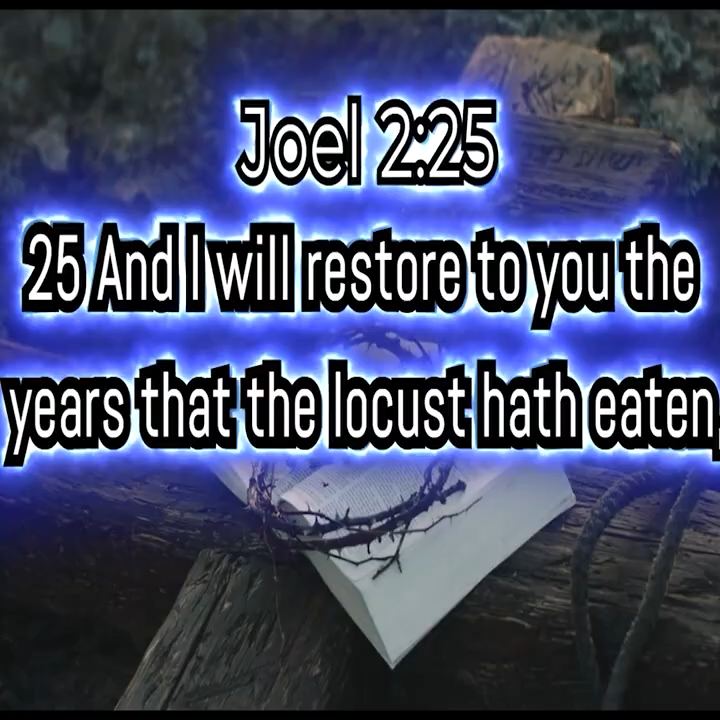 Joel 2:25
25 And I will restore to you the
years that the locust hath eaten,